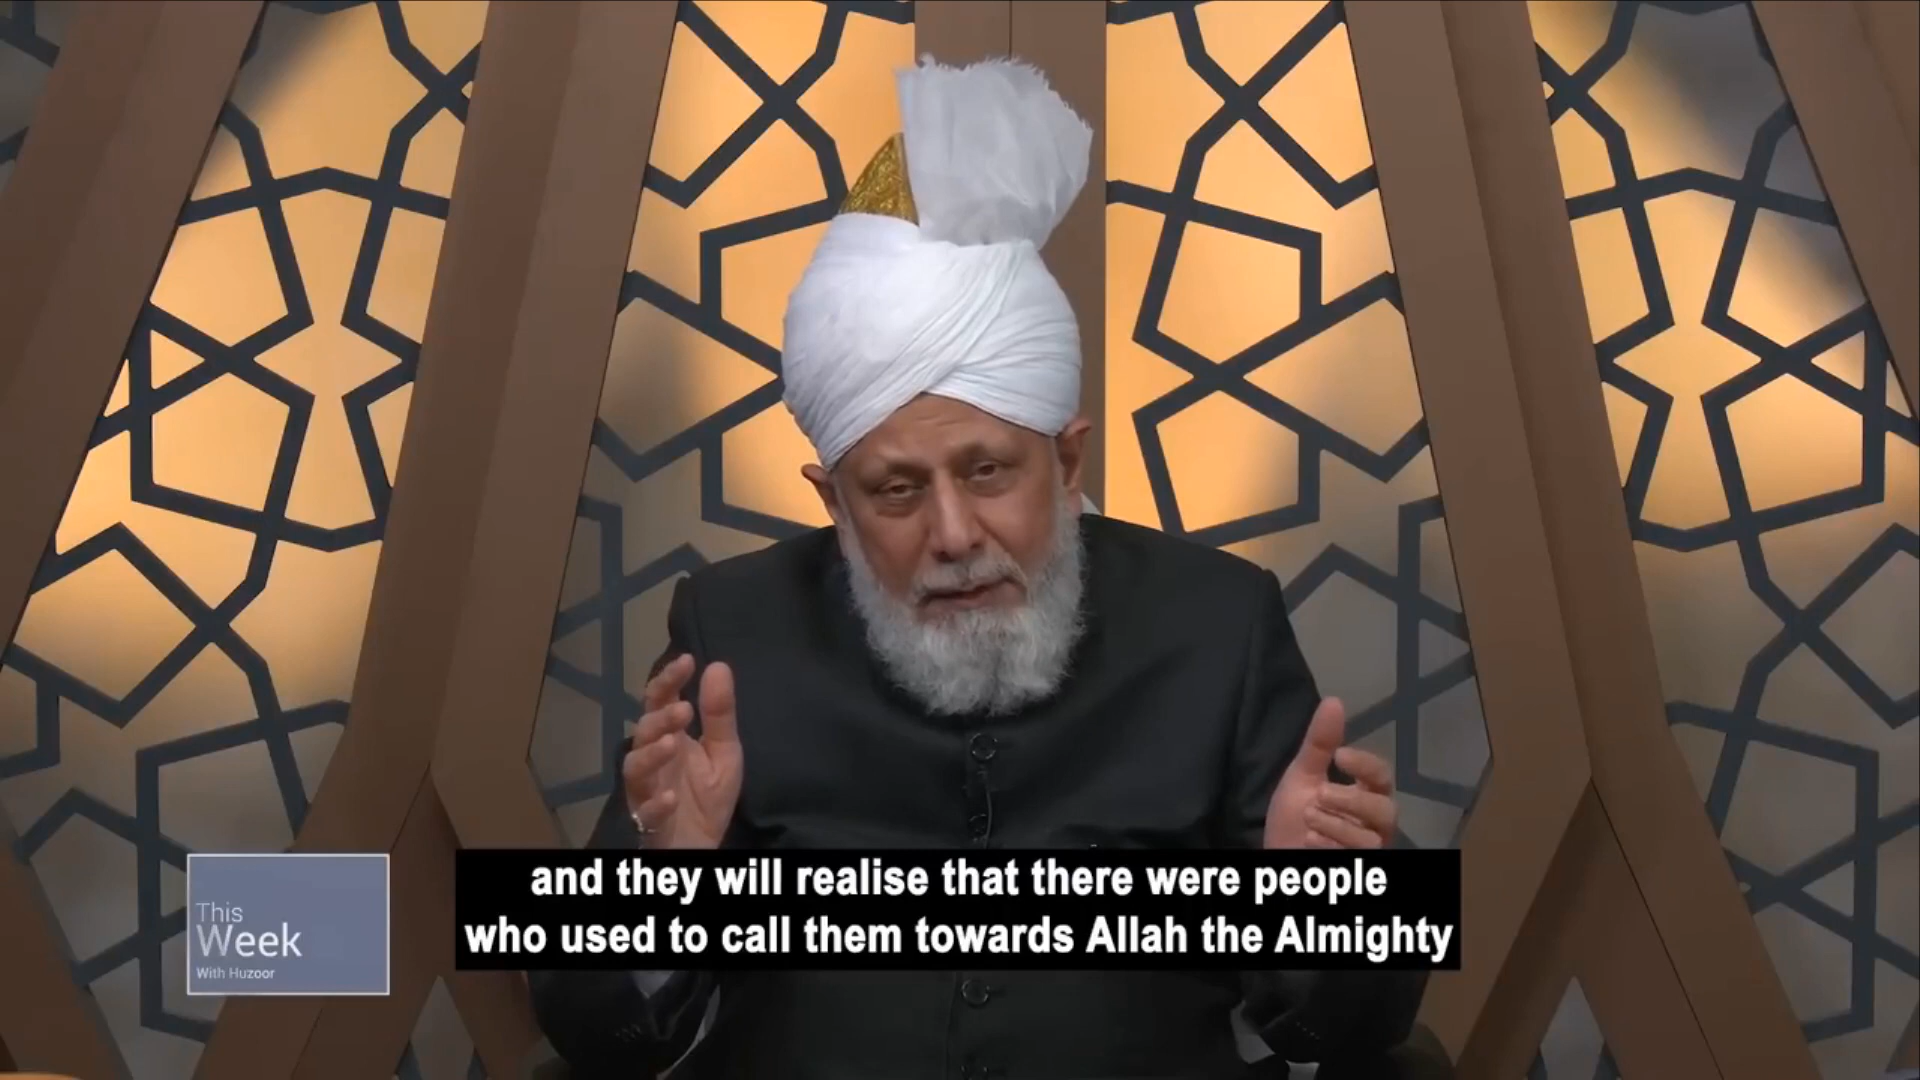 and they will realise that there were people
who used to call them towards Allah the Almighty
This
Week
With Huzoor